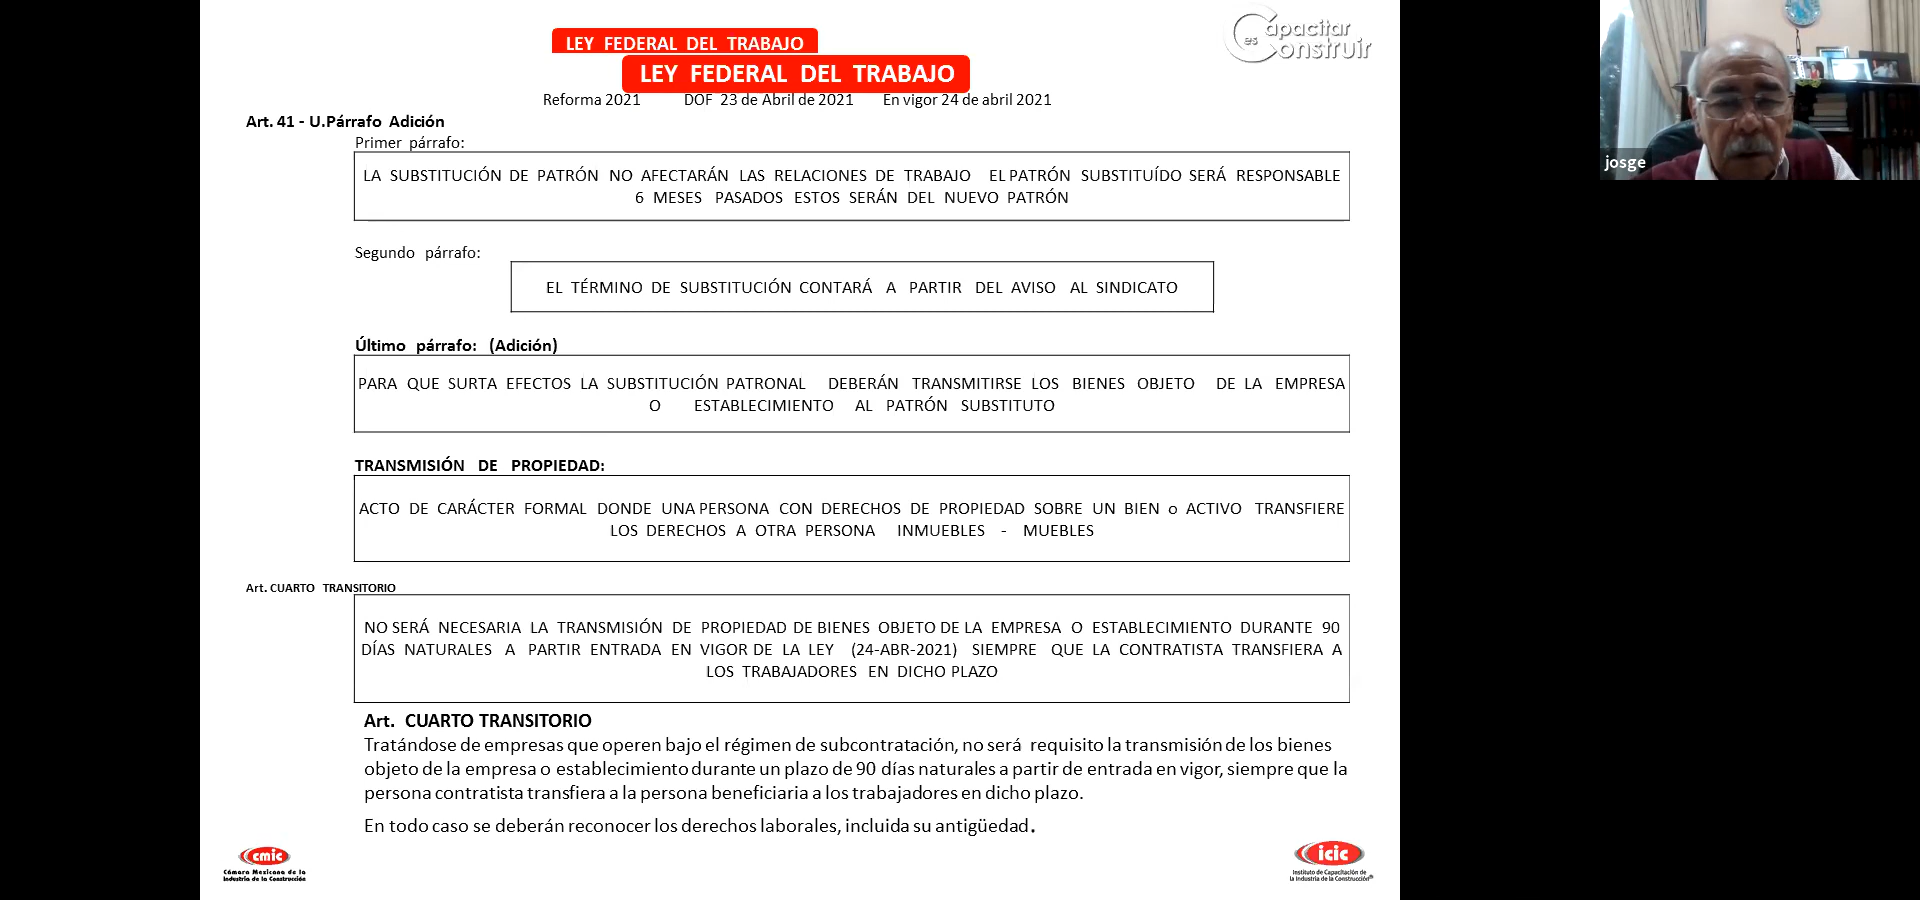 LEY FEDERAL DEL TRABAJO
LEY FEDERAL DEL TRABAJO
es Capacitar Construir
Reforma 2021 DOF 23 de Abril de 2021 En vigor 24 de abril 2021
Art. 41 - U.Párrafo Adición
Primer párrafo:
LA SUBSTITUCIÓN DE PATRÓN NO AFECTARÁN LAS RELACIONES DE TRABAJO EL PATRÓN SUBSTITUÍDO SERÁ RESPONSABLE
6 MESES PASADOS ESTOS SERÁN DEL NUEVO PATRÓN
Segundo párrafo:
EL TÉRMINO DE SUBSTITUCIÓN CONTARÁ A PARTIR DEL AVISO AL SINDICATO
Último párrafo: (Adición)
PARA QUE SURTA EFECTOS LA SUBSTITUCIÓN PATRONAL DEBERÁN TRANSMITIRSE LOS BIENES OBJETO DE LA EMPRESA
O ESTABLECIMIENTO AL PATRÓN SUBSTITUTO
TRANSMISIÓN DE PROPIEDAD:
ACTO DE CARÁCTER FORMAL DONDE UNA PERSONA CON DERECHOS DE PROPIEDAD SOBRE UN BIEN o ACTIVO TRANSFIERE
LOS DERECHOS A OTRA PERSONA INMUEBLES - MUEBLES
Art. CUARTO TRANSITORIO
NO SERÁ NECESARIA LA TRANSMISIÓN DE PROPIEDAD DE BIENES OBJETO DE LA EMPRESA O ESTABLECIMIENTO DURANTE 90
DÍAS NATURALES A PARTIR ENTRADA EN VIGOR DE LA LEY (24-ABR-2021) SIEMPRE QUE LA CONTRATISTA TRANSFIERA A
LOS TRABAJADORES EN DICHO PLAZO
Art. CUARTO TRANSITORIO
Tratándose de empresas que operen bajo el régimen de subcontratación, no será requisito la transmisión de los bienes
objeto de la empresa o establecimiento durante un plazo de 90 días naturales a partir de entrada en vigor, siempre que la
persona contratista transfiera a la persona beneficiaria a los trabajadores en dicho plazo.
En todo caso se deberán reconocer los derechos laborales, incluida su antigüedad.
cmic
Cámara Mexicana de la
Industria de la Construcción
icic
Instituto de Capacitación de
la Industria de la Construcción®
josge